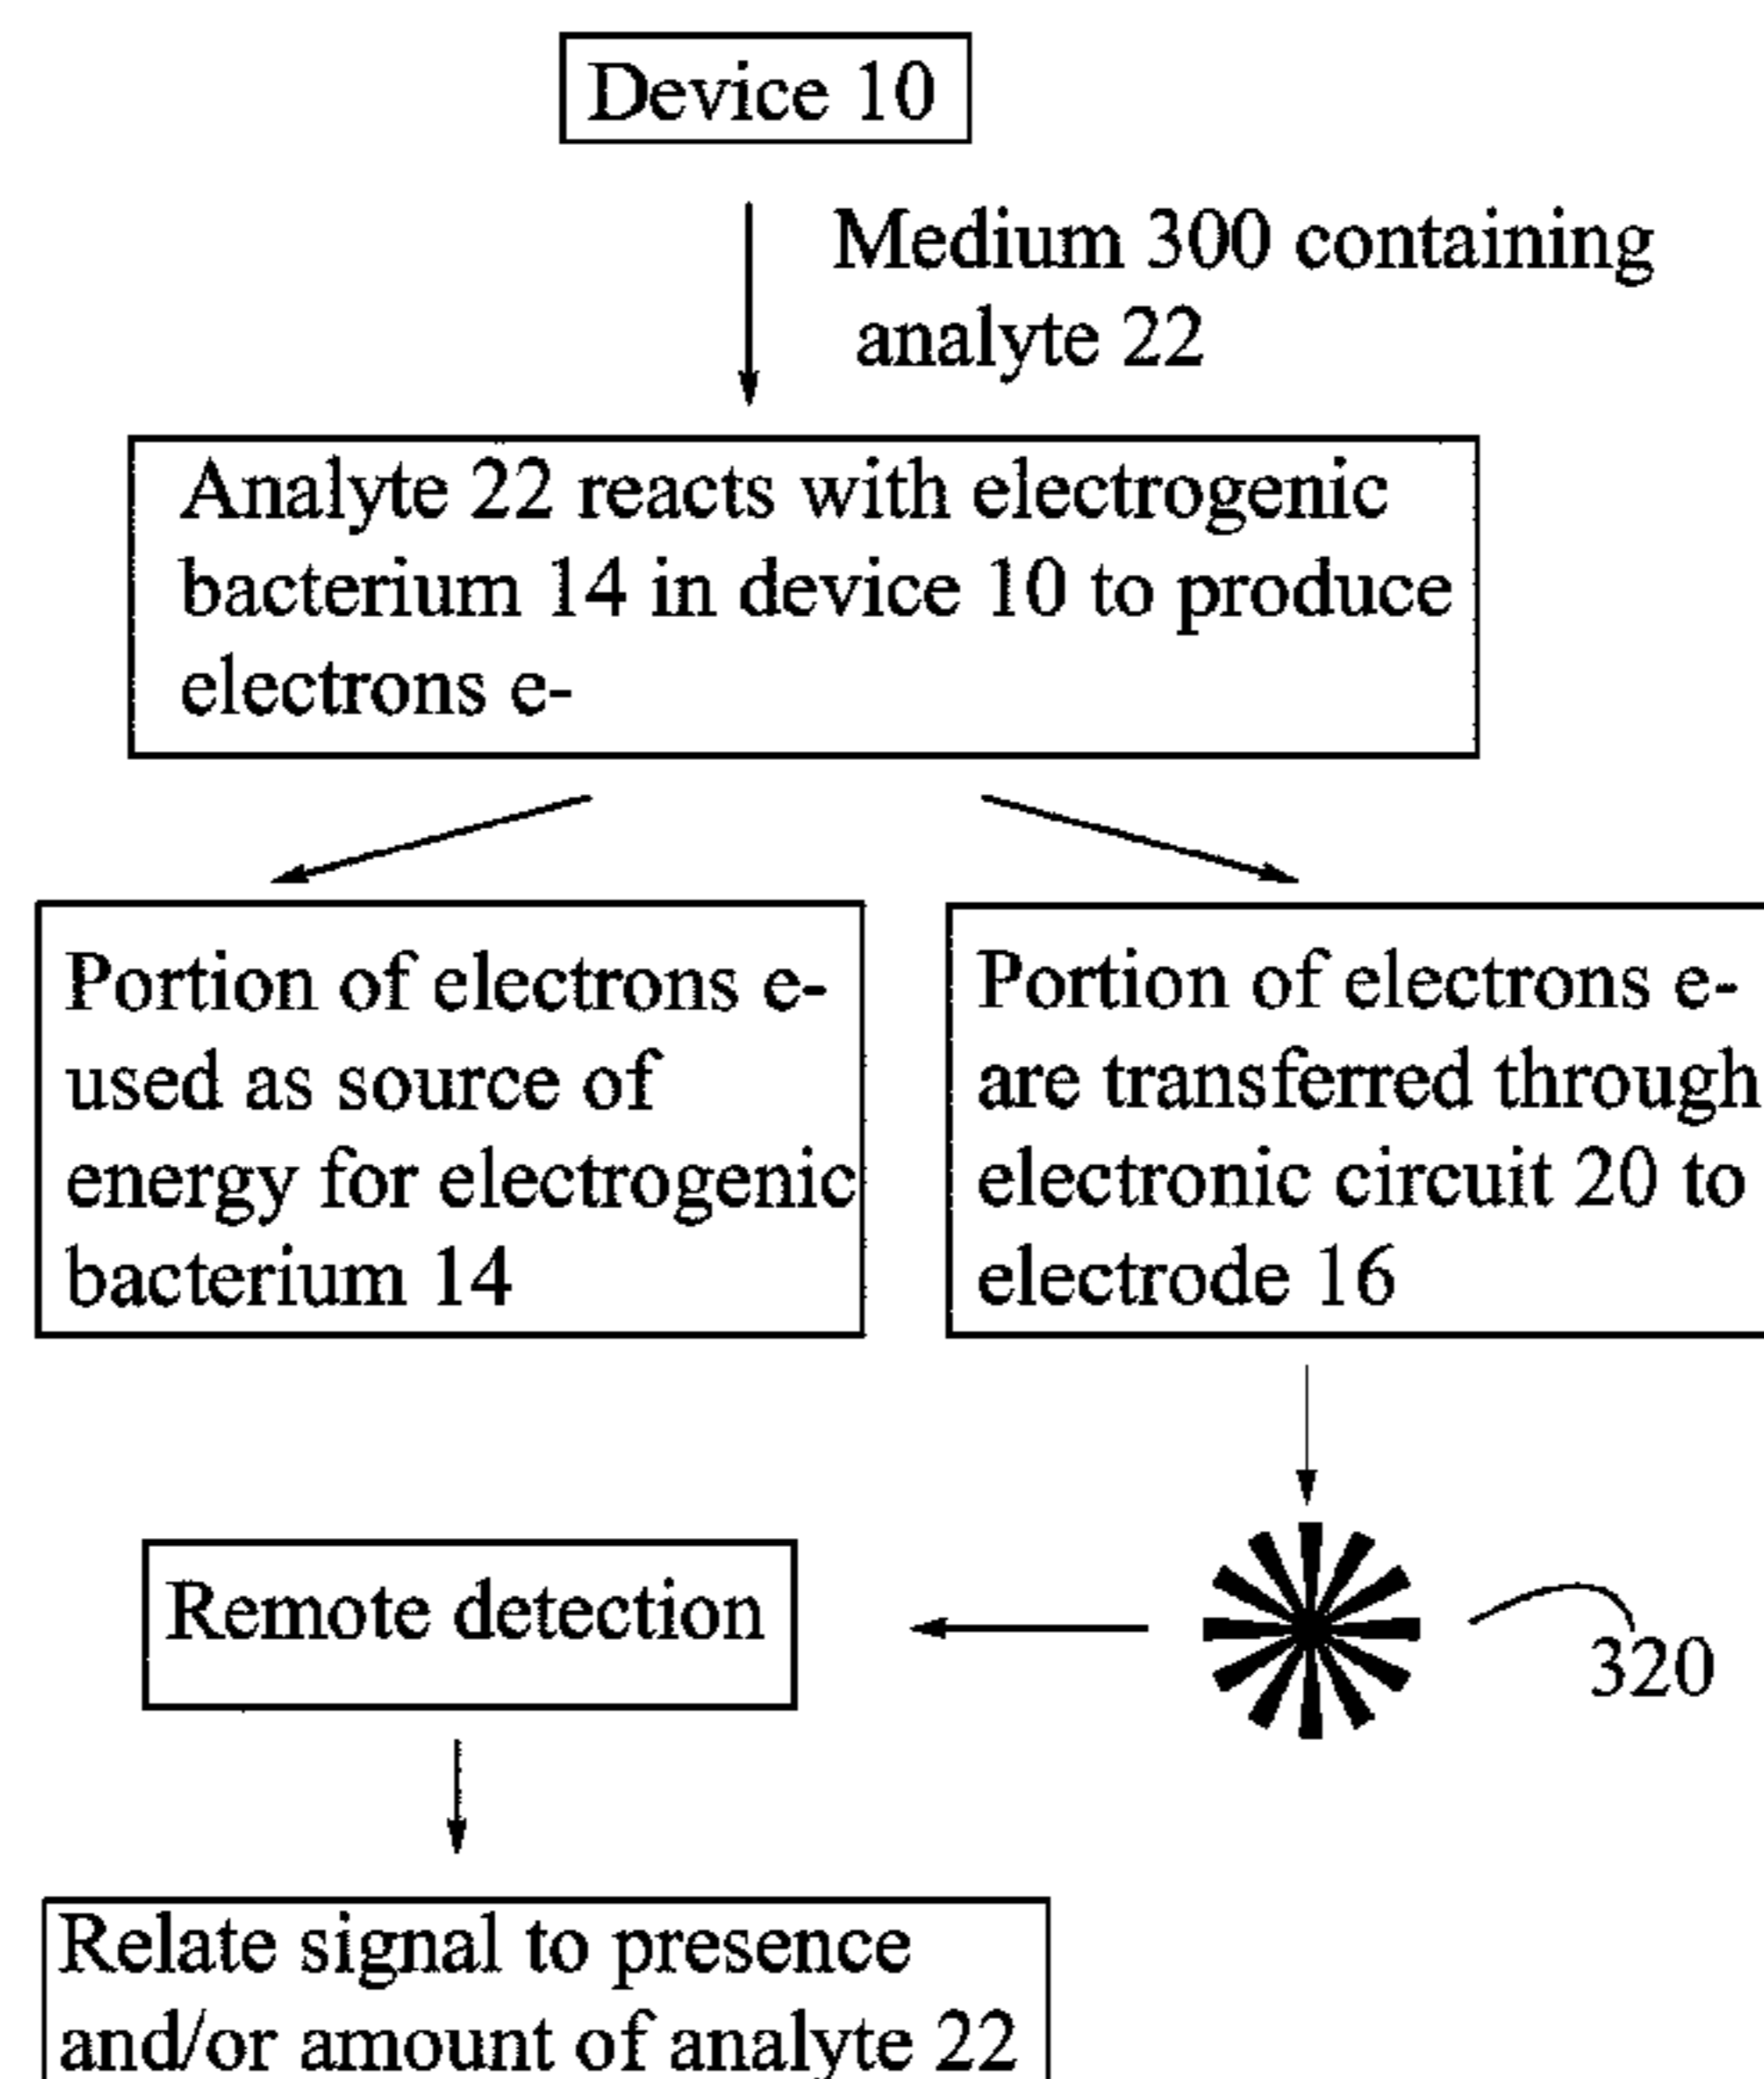 Device 10
Medium 300 containing
analyte 22
Analyte 22 reacts with electrogenic
bacterium 14 in device 10 to produce
electrons e-
Portion of electrons e-
used as source of
energy for electrogenic
bacterium 14
Portion of electrons e-
are transferred through
electronic circuit 20 to
electrode 16
Remote detection
320
Relate signal to presence
and/or amount of analyte 22